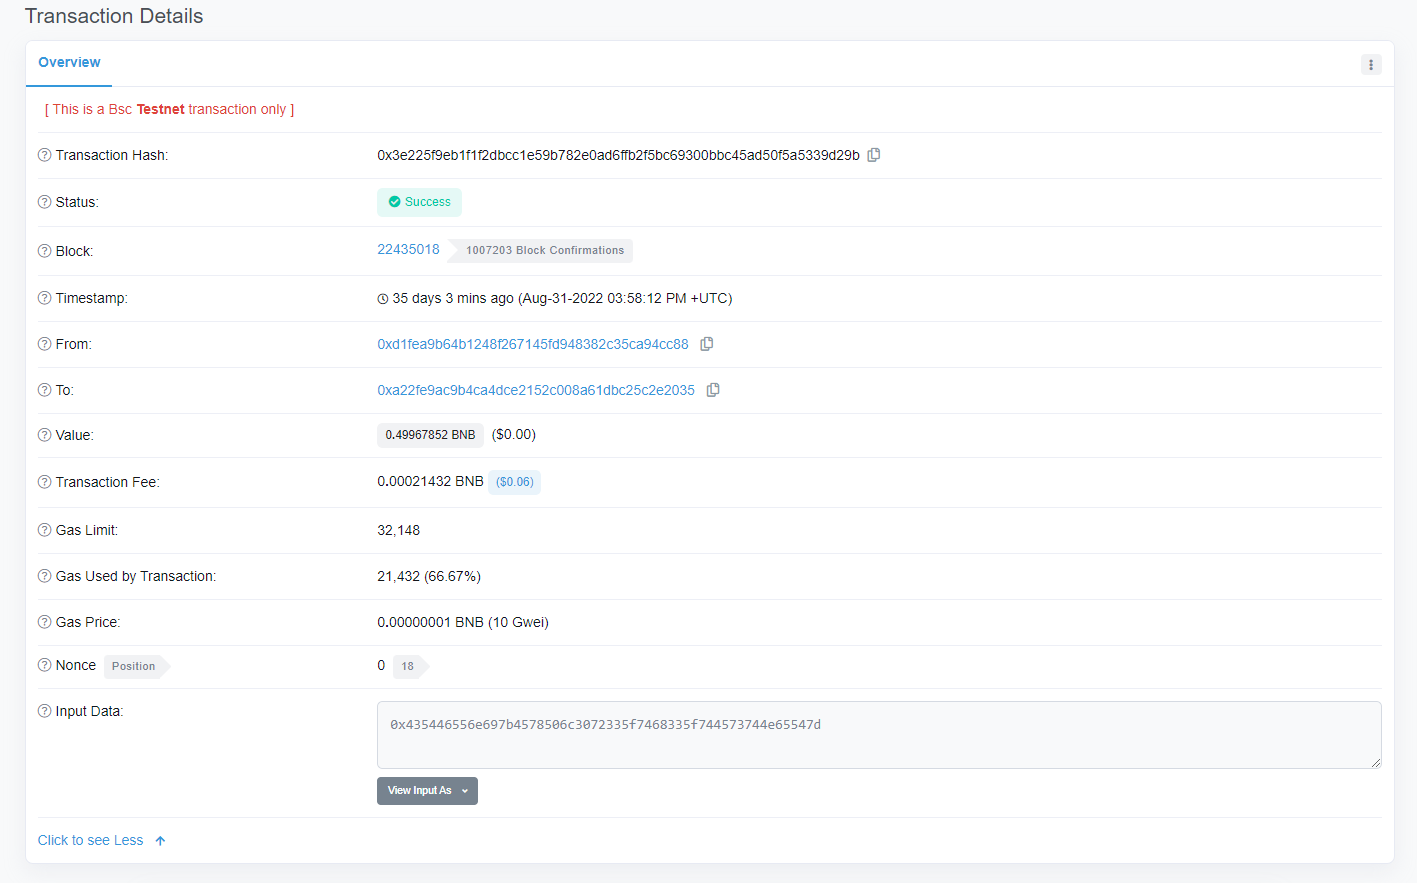 Transaction Details
Overview
[ This is a Bsc Testnet transaction only ]
Transaction Hash: 0x3e225f9eb1f1f2dbcc1e59b782e0ad6ffb2f5bc69300bbc45ad50f5a5339d29b
Status: Success
Block: 22435018 1007203 Block Confirmations
Timestamp: 35 days 3 mins ago (Aug-31-2022 03:58:12 PM +UTC)
From: 0xd1fea9b64b1248f267145fd948382c35ca94cc88
To: 0xa22fe9ac9b4ca4dce2152c008a61dbc25c2e2035
Value: 0.49967852 BNB ($0.00)
Transaction Fee: 0.00021432 BNB ($0.06)
Gas Limit: 32,148
Gas Used by Transaction: 21,432 (66.67%)
Gas Price: 0.00000001 BNB (10 Gwei)
Nonce Position 0 18
Input Data: 0x435446556e697b4578506c3072335f7468335f744573744e65547d
View Input As
Click to see Less